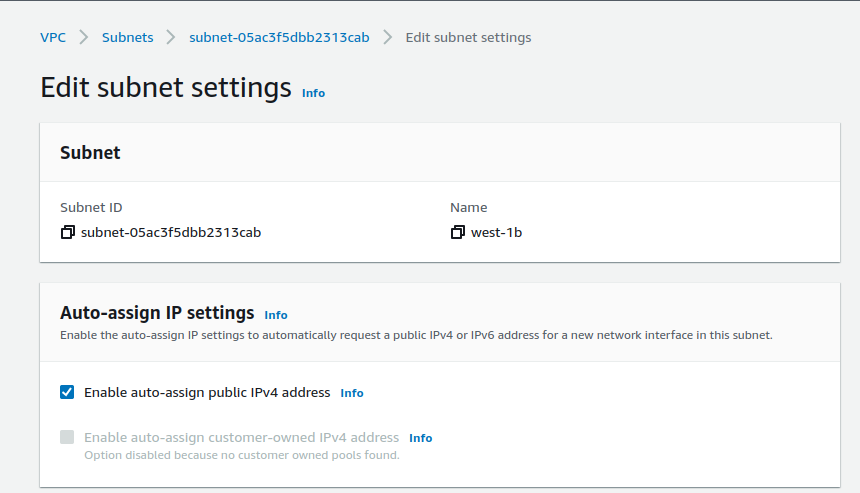 VPC > Subnets > subnet-05ac3f5dbb2313cab > Edit subnet settings
Edit subnet settings Info
Subnet
Subnet ID Name
subnet-05ac3f5dbb2313cab west-1b
Auto-assign IP settings Info
Enable the auto-assign IP settings to automatically request a public IPv4 or IPv6 address for a new network interface in this subnet.
Enable auto-assign public IPv4 address Info
Enable auto-assign customer-owned IPv4 address Info
Option disabled because no customer owned pools found.